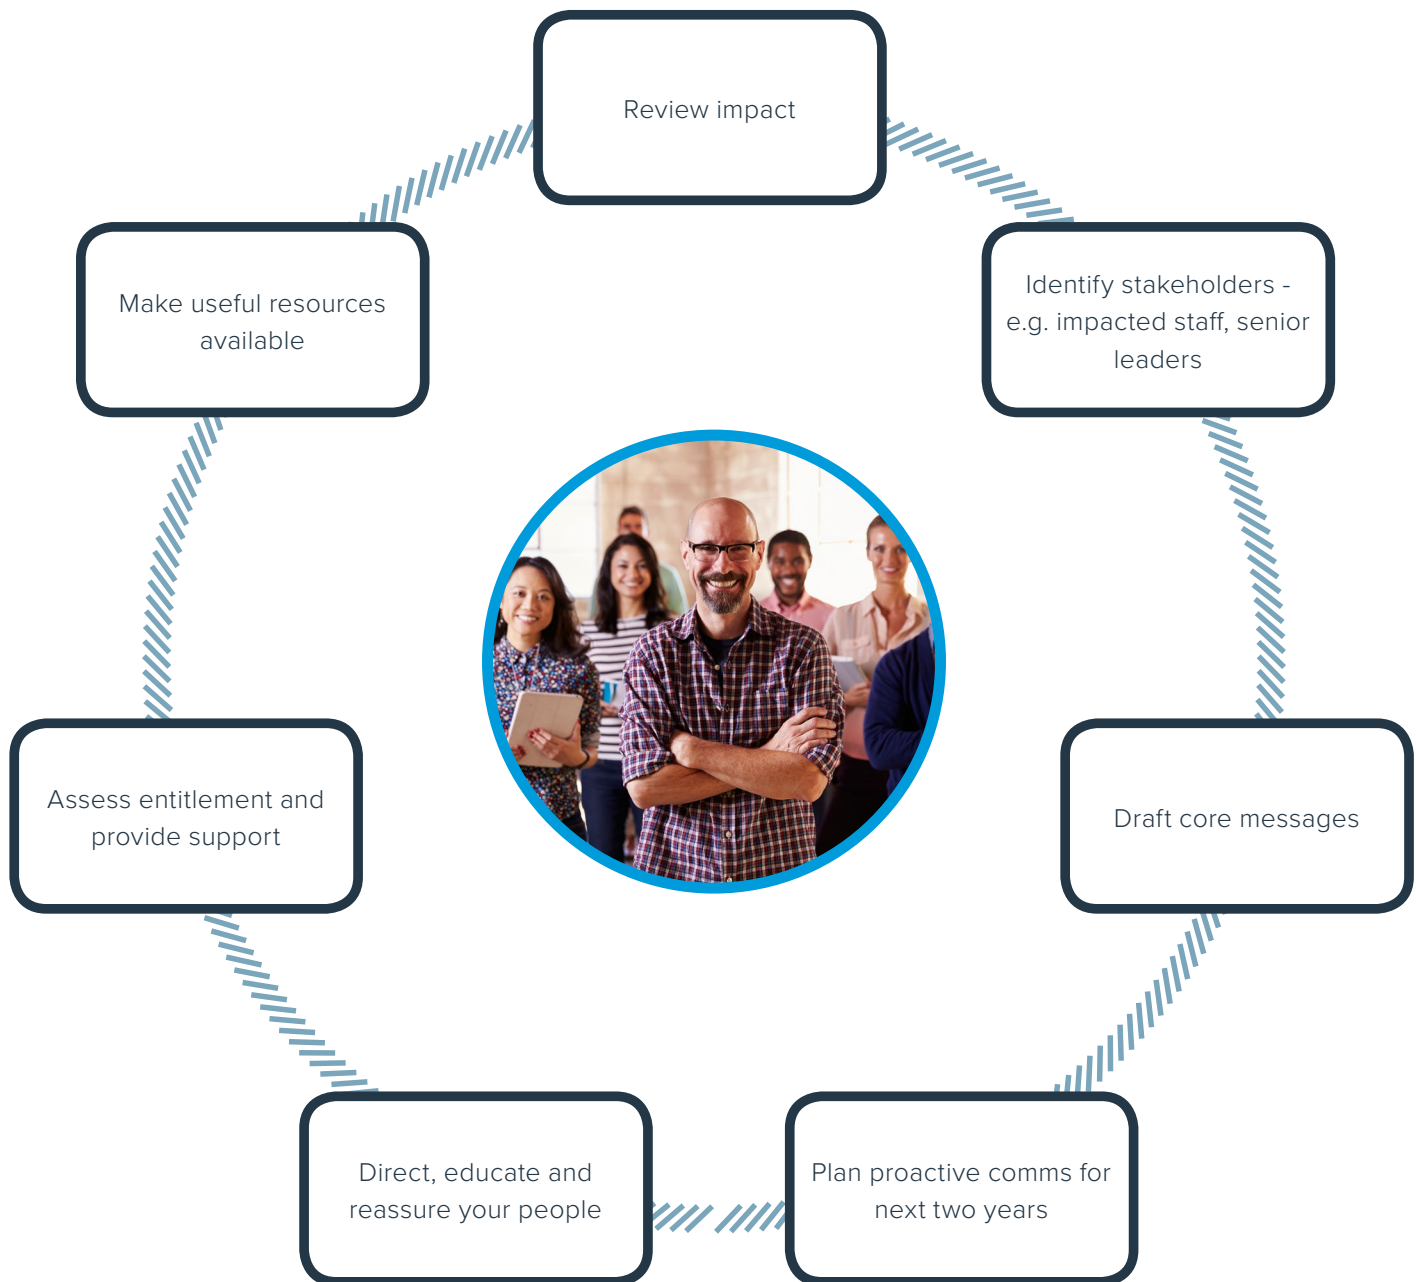 Review impact
Identify stakeholders -
e.g. impacted staff, senior
leaders
Draft core messages
Plan proactive comms for
next two years
Direct, educate and
reassure your people
Assess entitlement and
provide support
Make useful resources
available